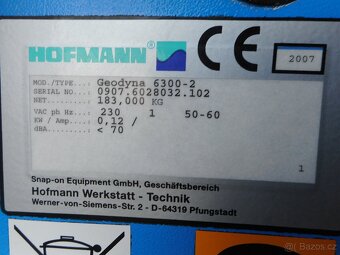 HOFMANN®
CE
2007
MOD./TYPE...: Geodyna 6300-2
SERIAL NO...: 0907.6028032.102
NET.........: 183,000 KG
VAC ph Hz...: 230 1 50-60
KW / Amp....: 0,12 /
dBA.........: < 70
1
Snap-on Equipment GmbH, Geschäftsbereich
Hofmann Werkstatt - Technik
Werner-von-Siemens-Str. 2 - D-64319 Pfungstadt